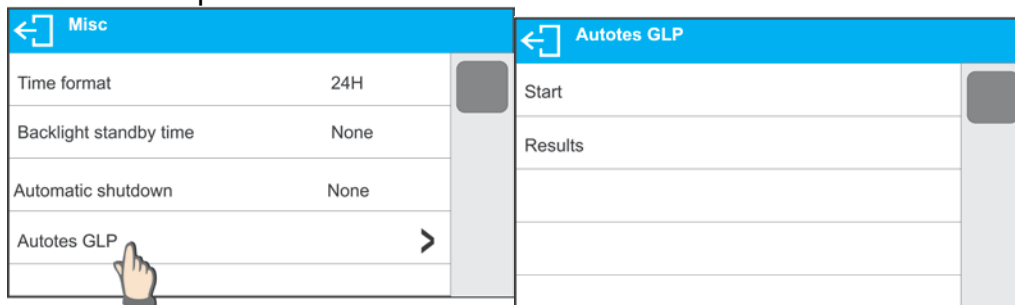 Misc
Time format 24H
Backlight standby time None
Automatic shutdown None
Autotes GLP >
Autotes GLP
Start
Results